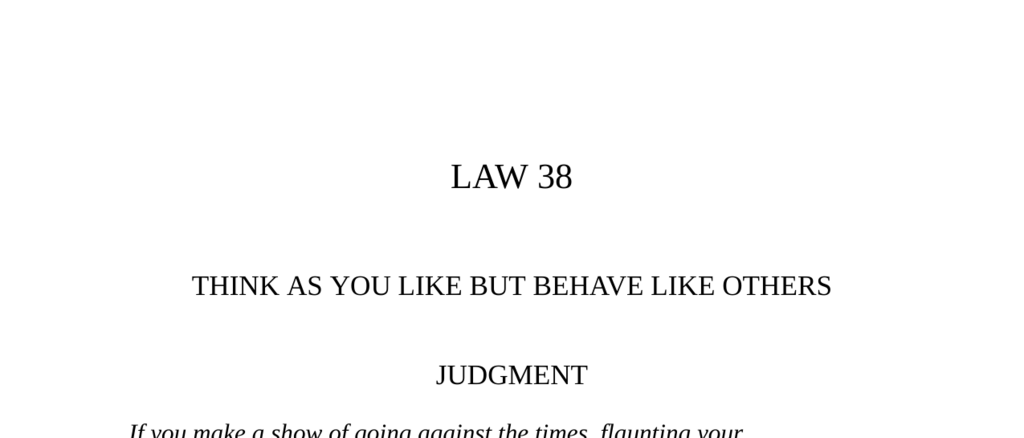 LAW 38
THINK AS YOU LIKE BUT BEHAVE LIKE OTHERS
JUDGMENT
If you make a show of going against the times, flaunting your